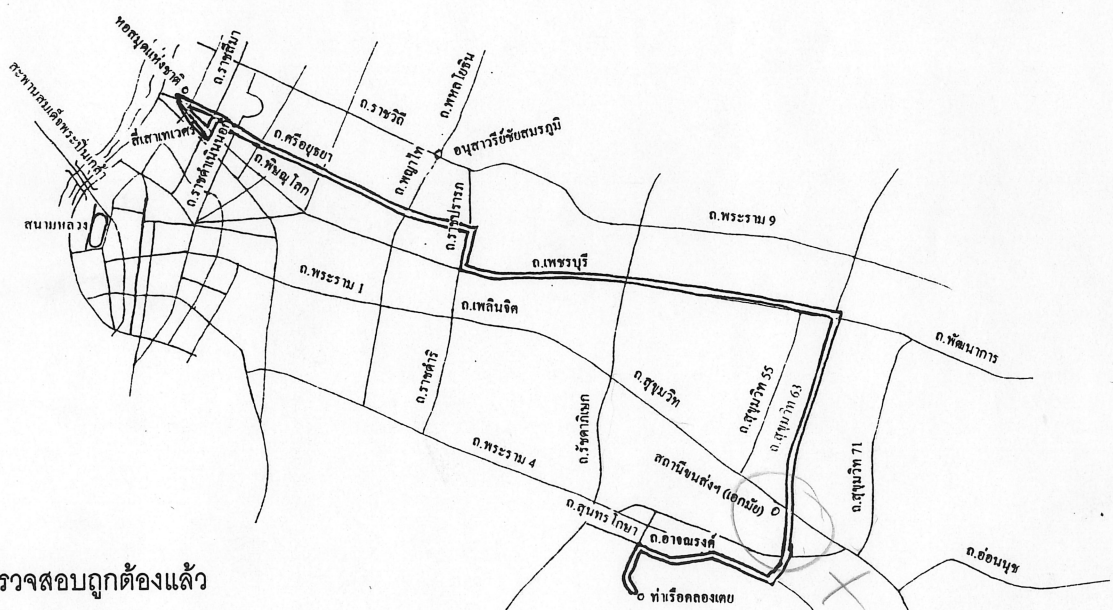 หอสมุดแห่งชาติ
ถ.ราชสีมา
สะพานสมเด็จพระปิ่นเกล้า
สี่เสาเทเวศร์
ถ.ราชดำเนินนอก
ถ.ศรีอยุธยา
ถ.พิษณุโลก
ถ.ราชวิถี
ถ.พหลโยธิน
อนุสาวรีย์ชัยสมรภูมิ
ถ.พญาไท
ถ.ราชปรารภ
สนามหลวง
ถ.พระราม 9
ถ.เพชรบุรี
ถ.พระราม 1
ถ.เพลินจิต
ถ.พัฒนาการ
ถ.ราชดำริ
ถ.สุขุมวิท
ถ.สุขุมวิท 55
ถ.สุขุมวิท 63
ถ.รัชดาภิเษก
ถ.พระราม 4
สถานีขนส่งฯ (เอกมัย)
ถ.สุขุมวิท 71
ถ.สุนทรโกษา
ถ.อาจณรงค์
ถ.อ่อนนุช
รวจสอบถูกต้องแล้ว
ท่าเรือคลองเตย